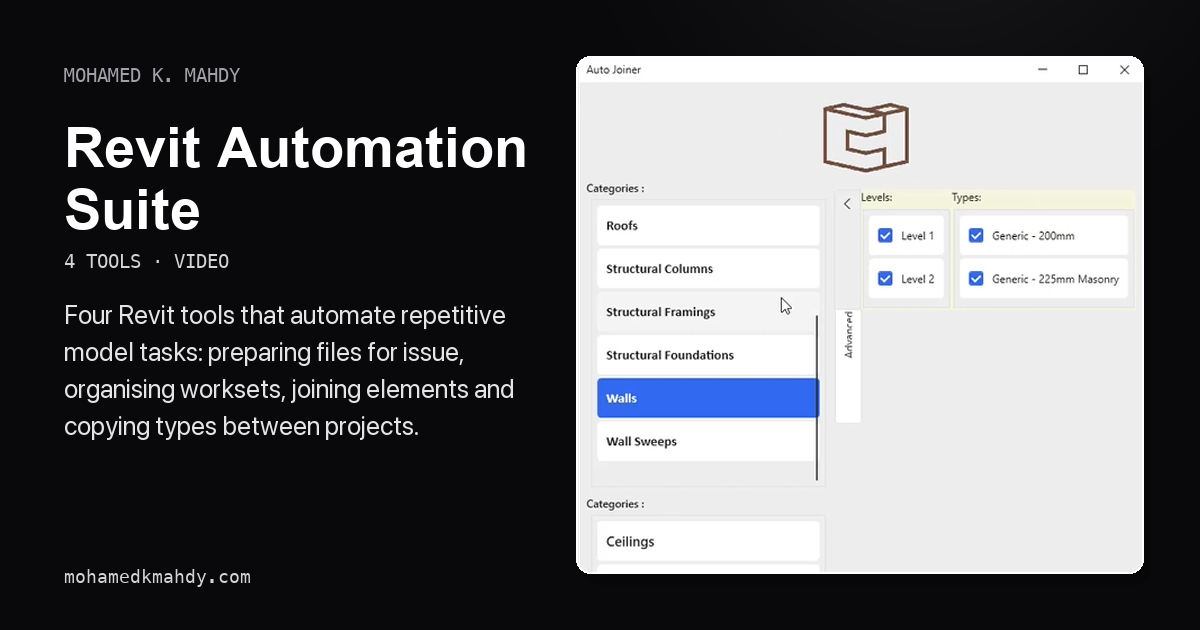 MOHAMED K. MAHDY
Revit Automation
Suite
4 TOOLS · VIDEO
Four Revit tools that automate repetitive
model tasks: preparing files for issue,
organising worksets, joining elements and
copying types between projects.
mohamedkmahdy.com
Auto Joiner
Categories :
Roofs
Structural Columns
Structural Framings
Structural Foundations
Walls
Wall Sweeps
Categories :
Ceilings
Advanced
Levels:
Level 1
Level 2
Types:
Generic - 200mm
Generic - 225mm Masonry